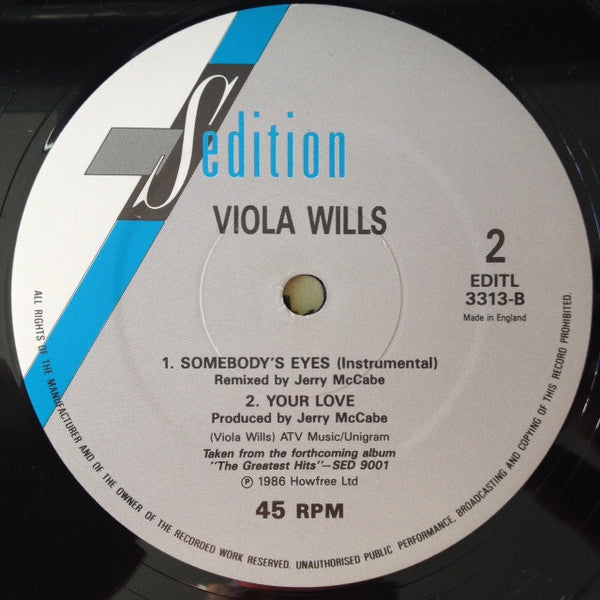 Sedition
VIOLA WILLS
2
EDITL
3313-B
Made in England
1. SOMEBODY'S EYES (Instrumental)
Remixed by Jerry McCabe
2. YOUR LOVE
Produced by Jerry McCabe
(Viola Wills) ATV Music/Unigram
Taken from the forthcoming album
"The Greatest Hits"—SED 9001
℗ 1986 Howfree Ltd
45 RPM
ALL RIGHTS OF THE MANUFACTURER AND OF THE OWNER OF THE RECORDED WORK RESERVED. UNAUTHORISED PUBLIC PERFORMANCE, BROADCASTING AND COPYING OF THIS RECORD PROHIBITED.